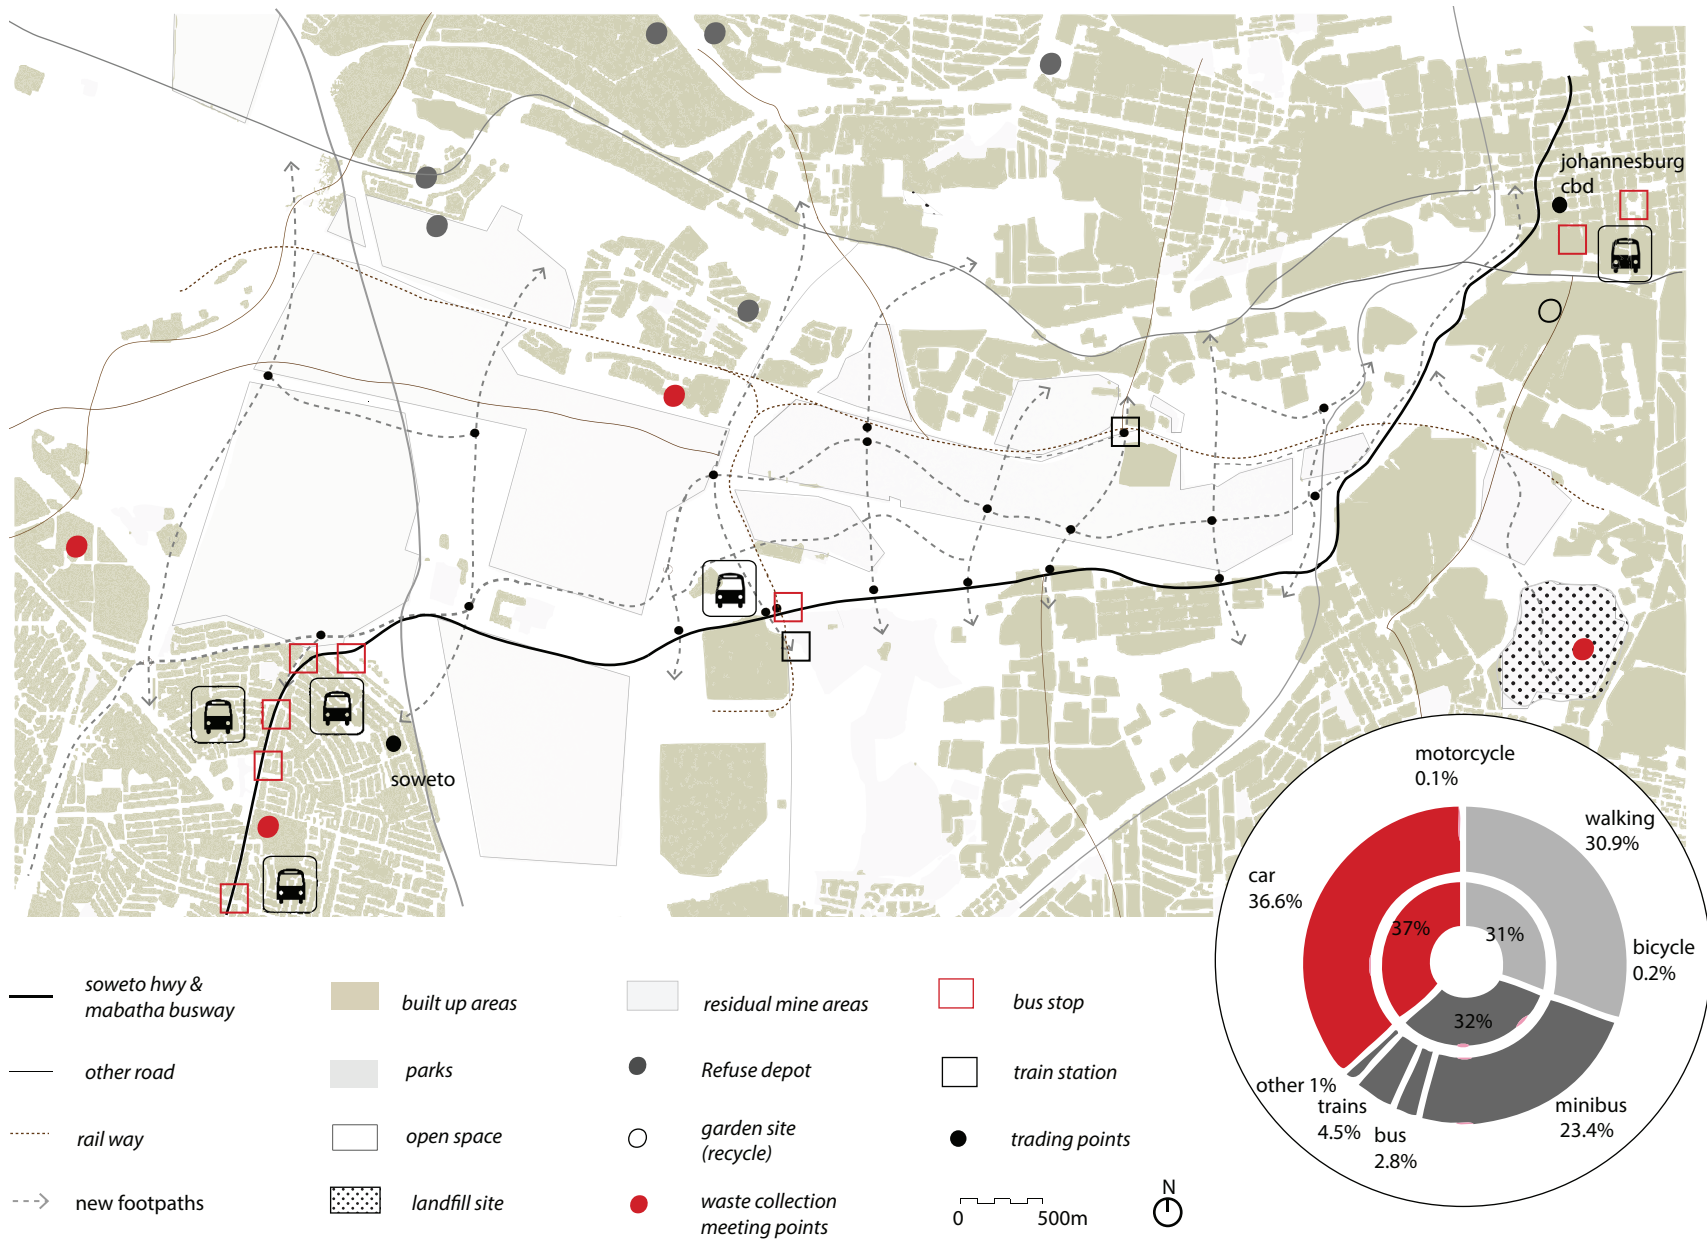 johannesburg
cbd
soweto
motorcycle
0.1%
walking
30.9%
car
36.6%
37%
31%
bicycle
0.2%
32%
other 1%
trains
4.5%
bus
2.8%
minibus
23.4%
soweto hwy &
mabatha busway
built up areas
residual mine areas
bus stop
other road
parks
Refuse depot
train station
rail way
open space
garden site
(recycle)
trading points
new footpaths
landfill site
waste collection
meeting points
0
500m
N